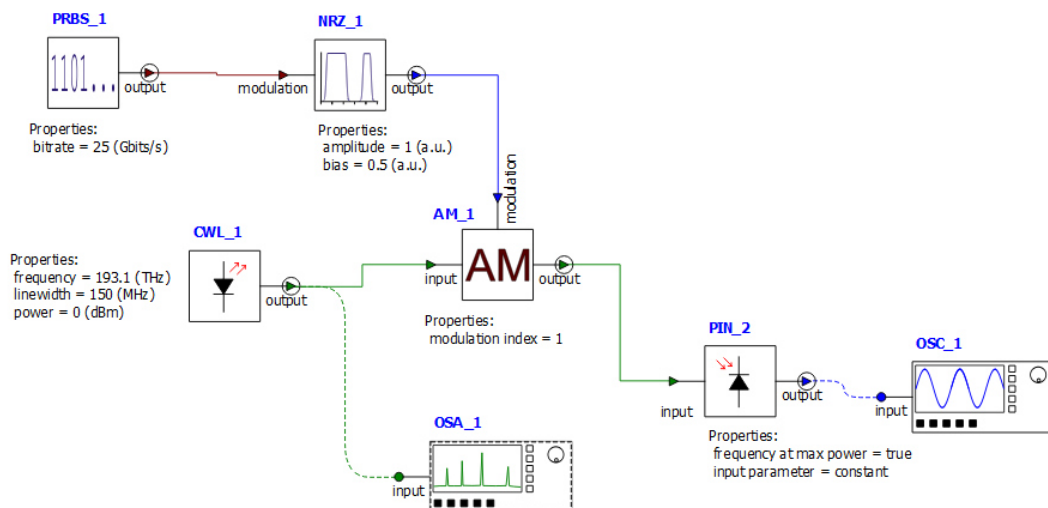 PRBS_1
1101...
output
Properties:
bitrate = 25 (Gbits/s)
NRZ_1
modulation
output
Properties:
amplitude = 1 (a.u.)
bias = 0.5 (a.u.)
modulation
AM_1
AM
input
output
Properties:
modulation index = 1
CWL_1
output
Properties:
frequency = 193.1 (THz)
linewidth = 150 (MHz)
power = 0 (dBm)
OSA_1
input
PIN_2
input
output
Properties:
frequency at max power = true
input parameter = constant
OSC_1
input